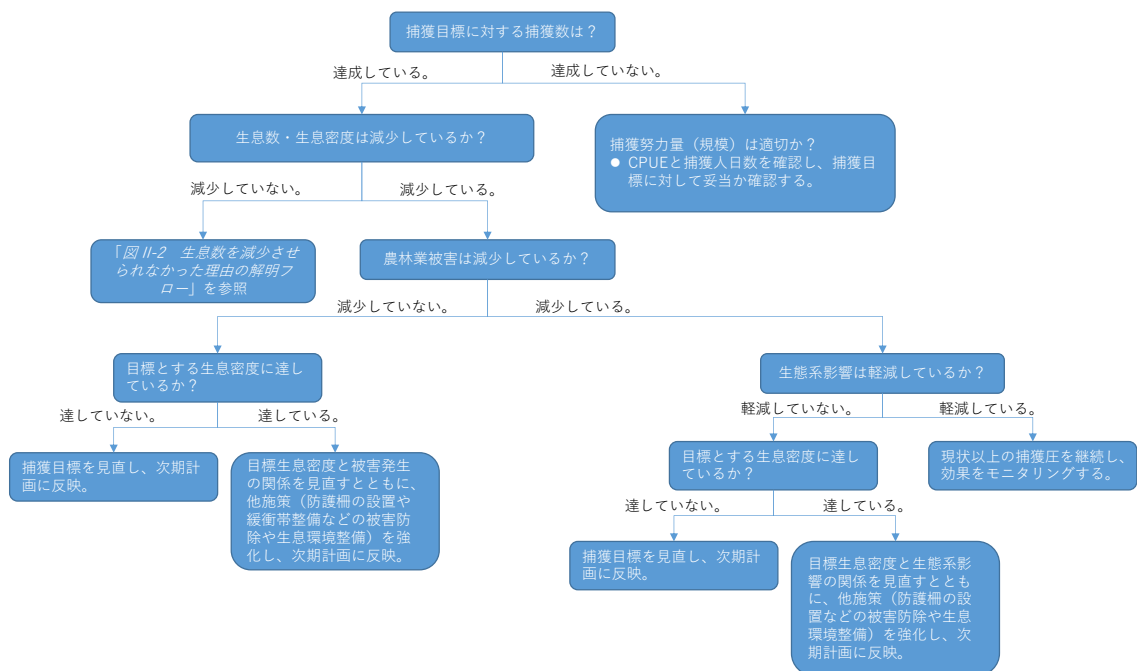 捕獲目標に対する捕獲数は？
達成している。
達成していない。
生息数・生息密度は減少しているか？
捕獲努力量（規模）は適切か？
● CPUEと捕獲人日数を確認し、捕獲目
標に対して妥当か確認する。
減少していない。
減少している。
「図 II-2　生息数を減少させ
られなかった理由の解明フ
ロー」を参照
農林業被害は減少しているか？
減少していない。
減少している。
目標とする生息密度に達し
ているか？
生態系影響は軽減しているか？
達していない。
達している。
軽減していない。
軽減している。
捕獲目標を見直し、次期計
画に反映。
目標生息密度と被害発生
の関係を見直すとともに、
他施策（防護柵の設置や
緩衝帯整備などの被害防
除や生息環境整備）を強
化し、次期計画に反映。
目標とする生息密度に達し
ているか？
現状以上の捕獲圧を継続し、
効果をモニタリングする。
達していない。
達している。
捕獲目標を見直し、次期計
画に反映。
目標生息密度と生態系影
響の関係を見直すととも
に、他施策（防護柵の設
置などの被害防除や生息
環境整備）を強化し、次
期計画に反映。